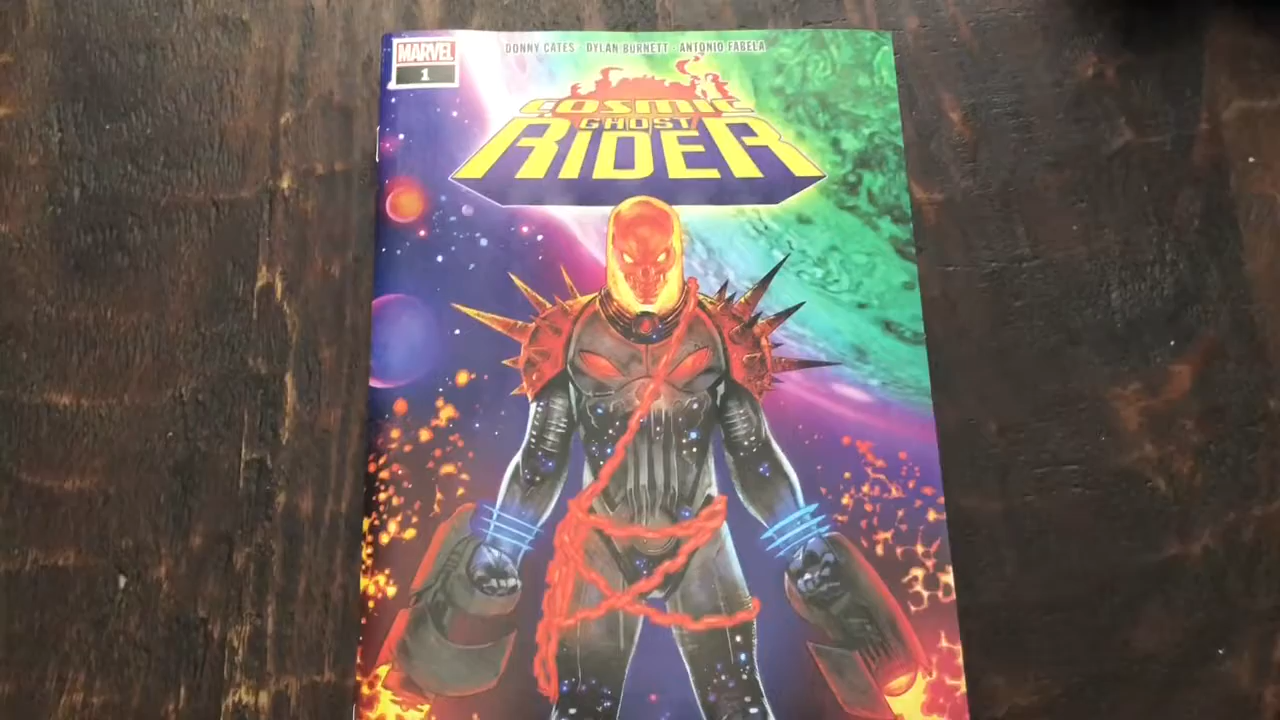 MARVEL
1
DONNY CATES · DYLAN BURNETT · ANTONIO FABELA
COSMIC
GHOST
RIDER